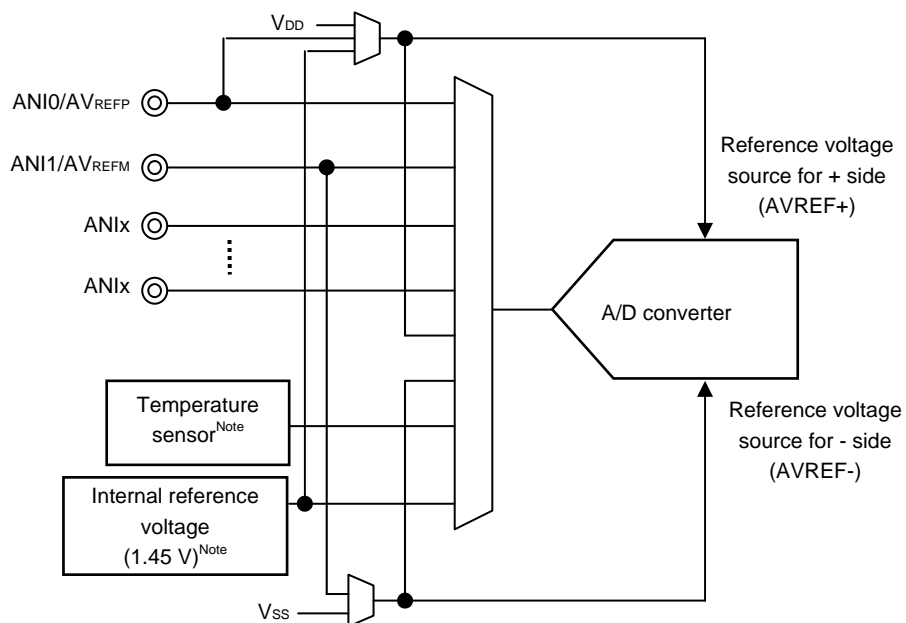 VDD
ANI0/AVREFP
ANI1/AVREFM
ANIx
ANIx
Reference voltage
source for + side
(AVREF+)
A/D converter
Temperature
sensorNote
Internal reference
voltage
(1.45 V)Note
Reference voltage
source for - side
(AVREF-)
VSS